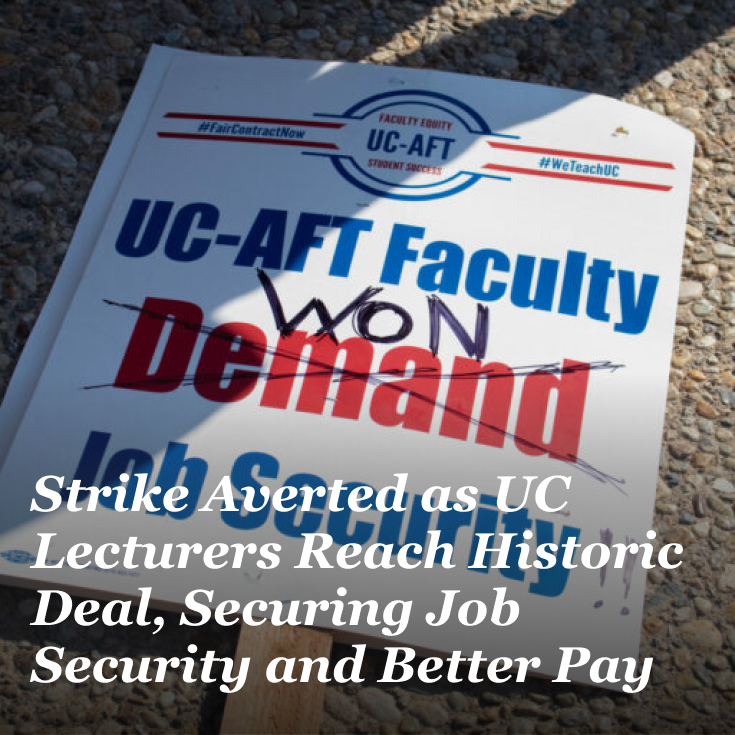 FACULTY EQUITY
#FairContractNow
UC-AFT
#WeTeachUC
STUDENT SUCCESS
UC-AFT Faculty
WON
Demand
Job Security !!
Strike Averted as UC
Lecturers Reach Historic
Deal, Securing Job
Security and Better Pay